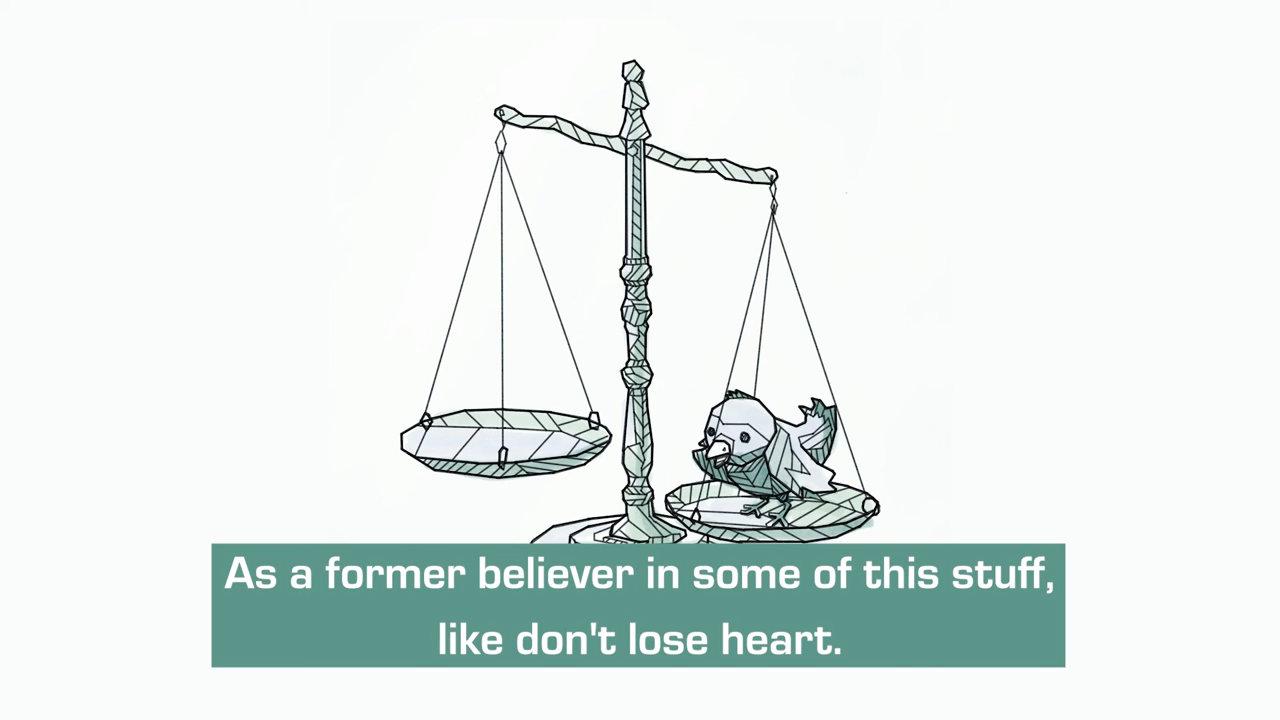 As a former believer in some of this stuff,
like don't lose heart.